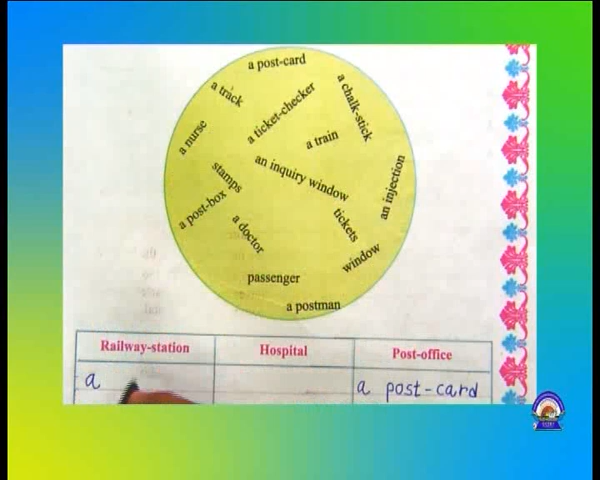 a post-card
a track
a ticket-checker
a chalk-stick
a nurse
a train
an inquiry window
stamps
an injection
a post-box
tickets
a doctor
window
passenger
a postman
Railway-station Hospital Post-office
a a post-card